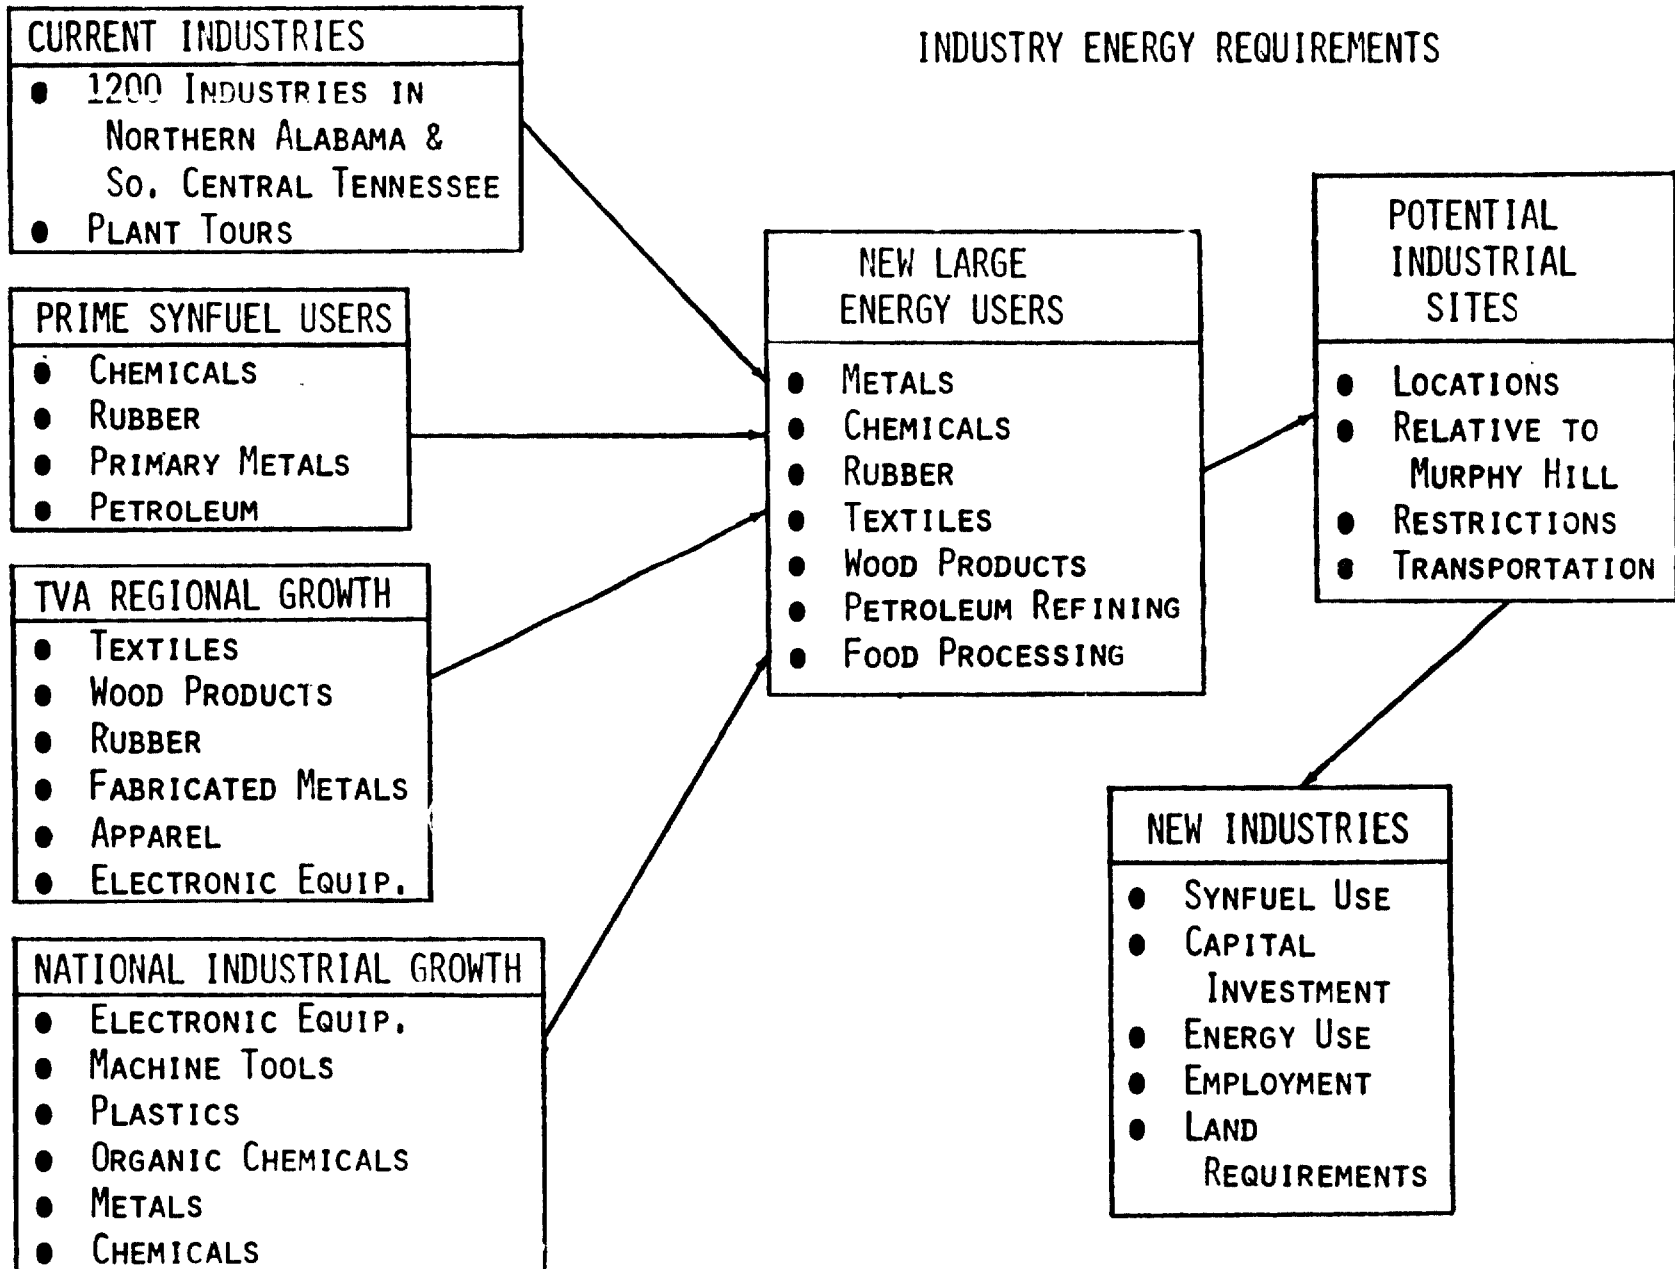 INDUSTRY ENERGY REQUIREMENTS
CURRENT INDUSTRIES
● 1200 INDUSTRIES IN
NORTHERN ALABAMA &
SO. CENTRAL TENNESSEE
● PLANT TOURS
PRIME SYNFUEL USERS
● CHEMICALS
● RUBBER
● PRIMARY METALS
● PETROLEUM
TVA REGIONAL GROWTH
● TEXTILES
● WOOD PRODUCTS
● RUBBER
● FABRICATED METALS
● APPAREL
● ELECTRONIC EQUIP.
NATIONAL INDUSTRIAL GROWTH
● ELECTRONIC EQUIP.
● MACHINE TOOLS
● PLASTICS
● ORGANIC CHEMICALS
● METALS
● CHEMICALS
NEW LARGE
ENERGY USERS
● METALS
● CHEMICALS
● RUBBER
● TEXTILES
● WOOD PRODUCTS
● PETROLEUM REFINING
● FOOD PROCESSING
POTENTIAL
INDUSTRIAL
SITES
● LOCATIONS
● RELATIVE TO
MURPHY HILL
● RESTRICTIONS
● TRANSPORTATION
NEW INDUSTRIES
● SYNFUEL USE
● CAPITAL
INVESTMENT
● ENERGY USE
● EMPLOYMENT
● LAND
REQUIREMENTS